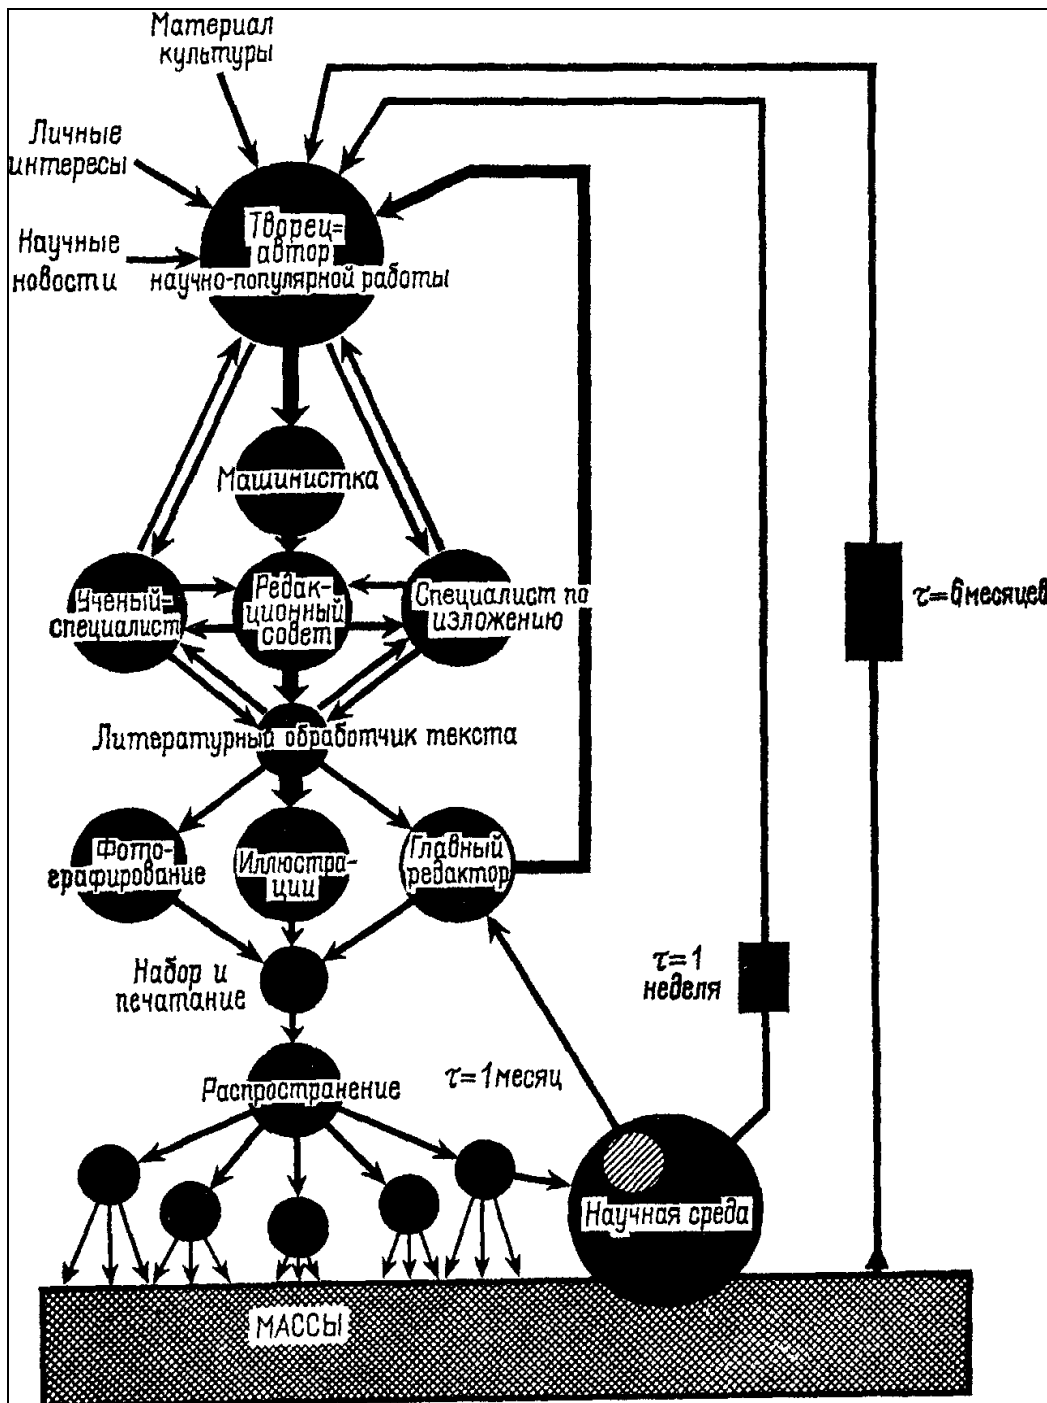 Материал
культуры
Личные
интересы
Научные
новости
Творец=
автор
научно-популярной работы
Машинистка
Ученый=
специалист
Редак-
ционный
совет
Специалист по
изложению
τ=6месяцев
Литературный обработчик текста
Фото-
графирование
Иллюстра-
ции
Главный
редактор
Набор и
печатание
τ=1
неделя
Распространение
τ=1месяц
Научная среда
МАССЫ